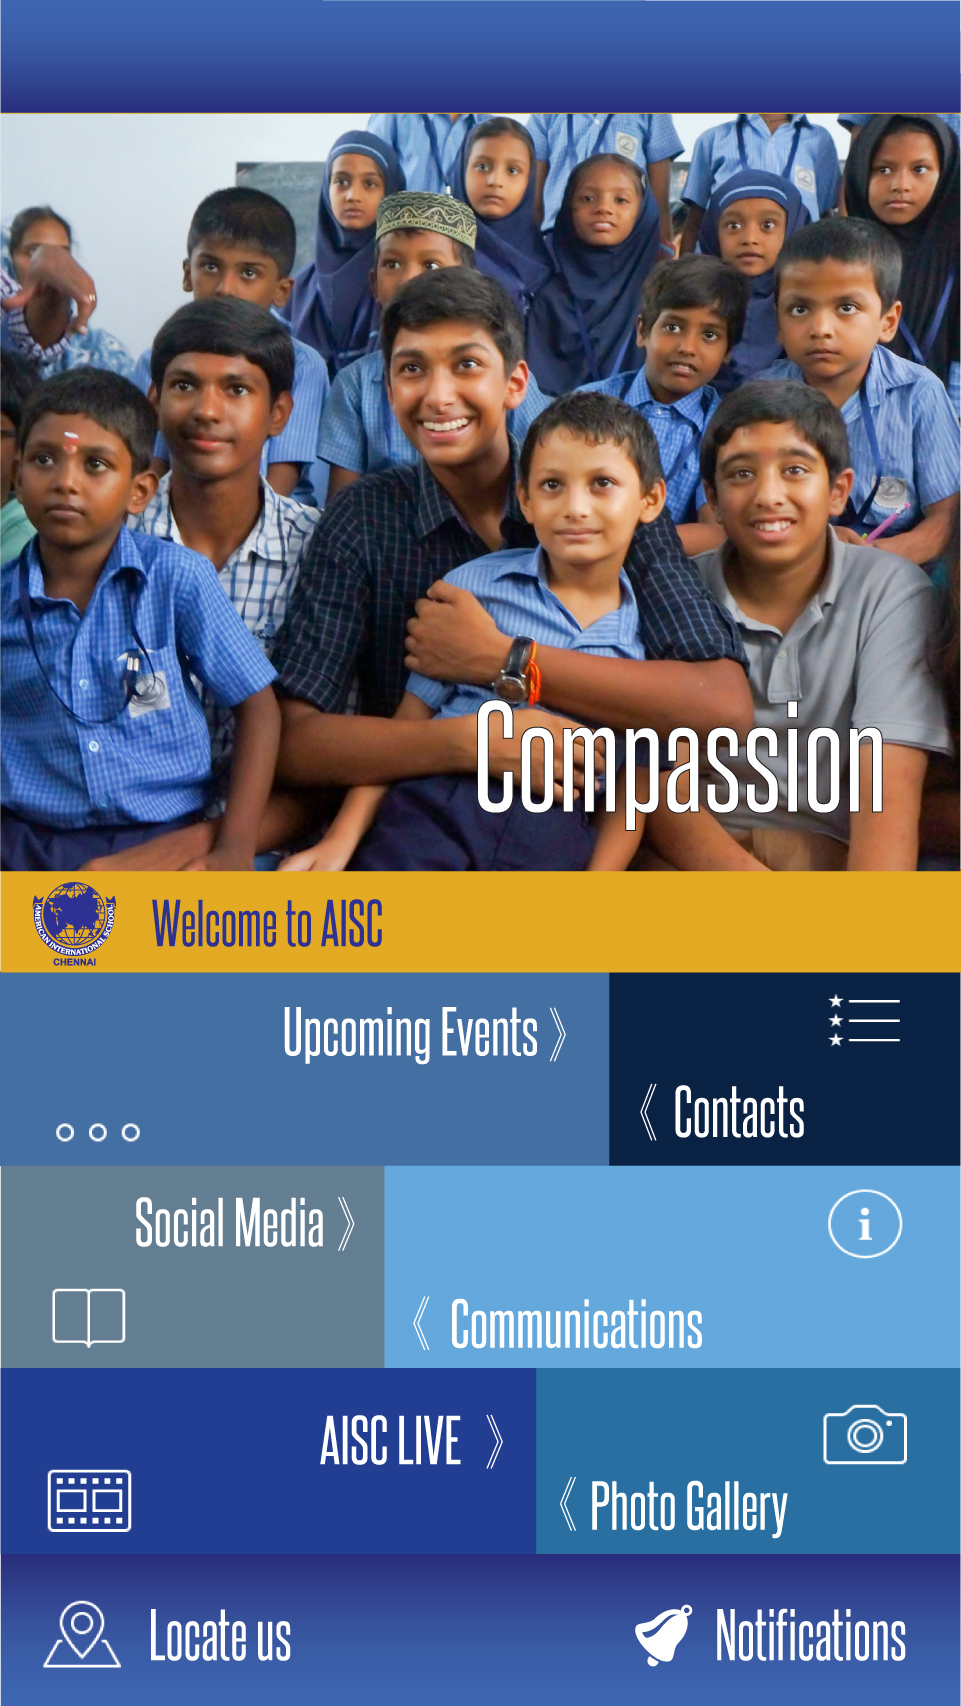 Compassion
AMERICAN INTERNATIONAL SCHOOL
CHENNAI
Welcome to AISC
Upcoming Events
Contacts
Social Media
Communications
AISC LIVE
Photo Gallery
Locate us
Notifications